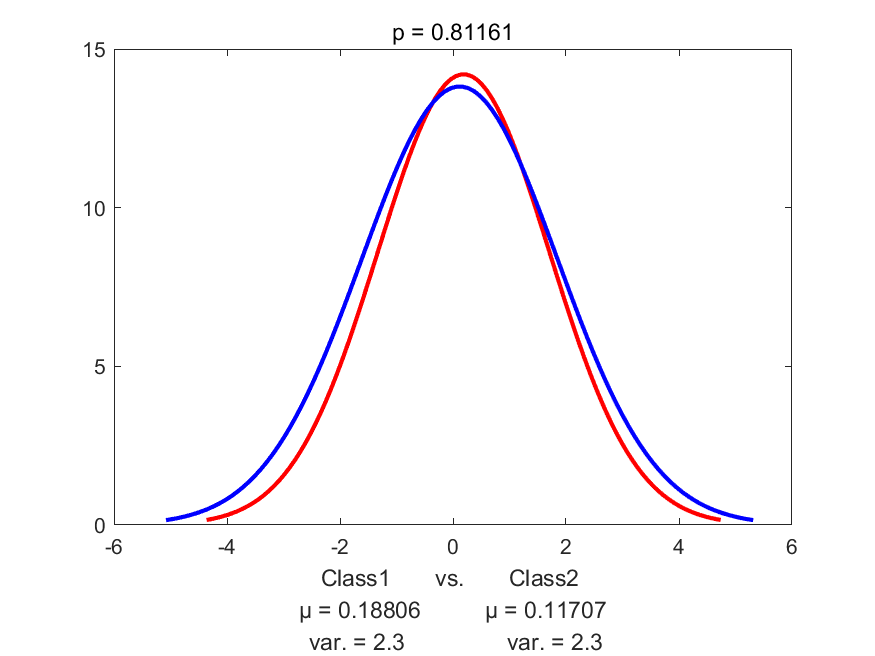 p = 0.81161
15
10
5
0
-6 -4 -2 0 2 4 6
Class1 vs. Class2
μ = 0.18806 μ = 0.11707
var. = 2.3 var. = 2.3